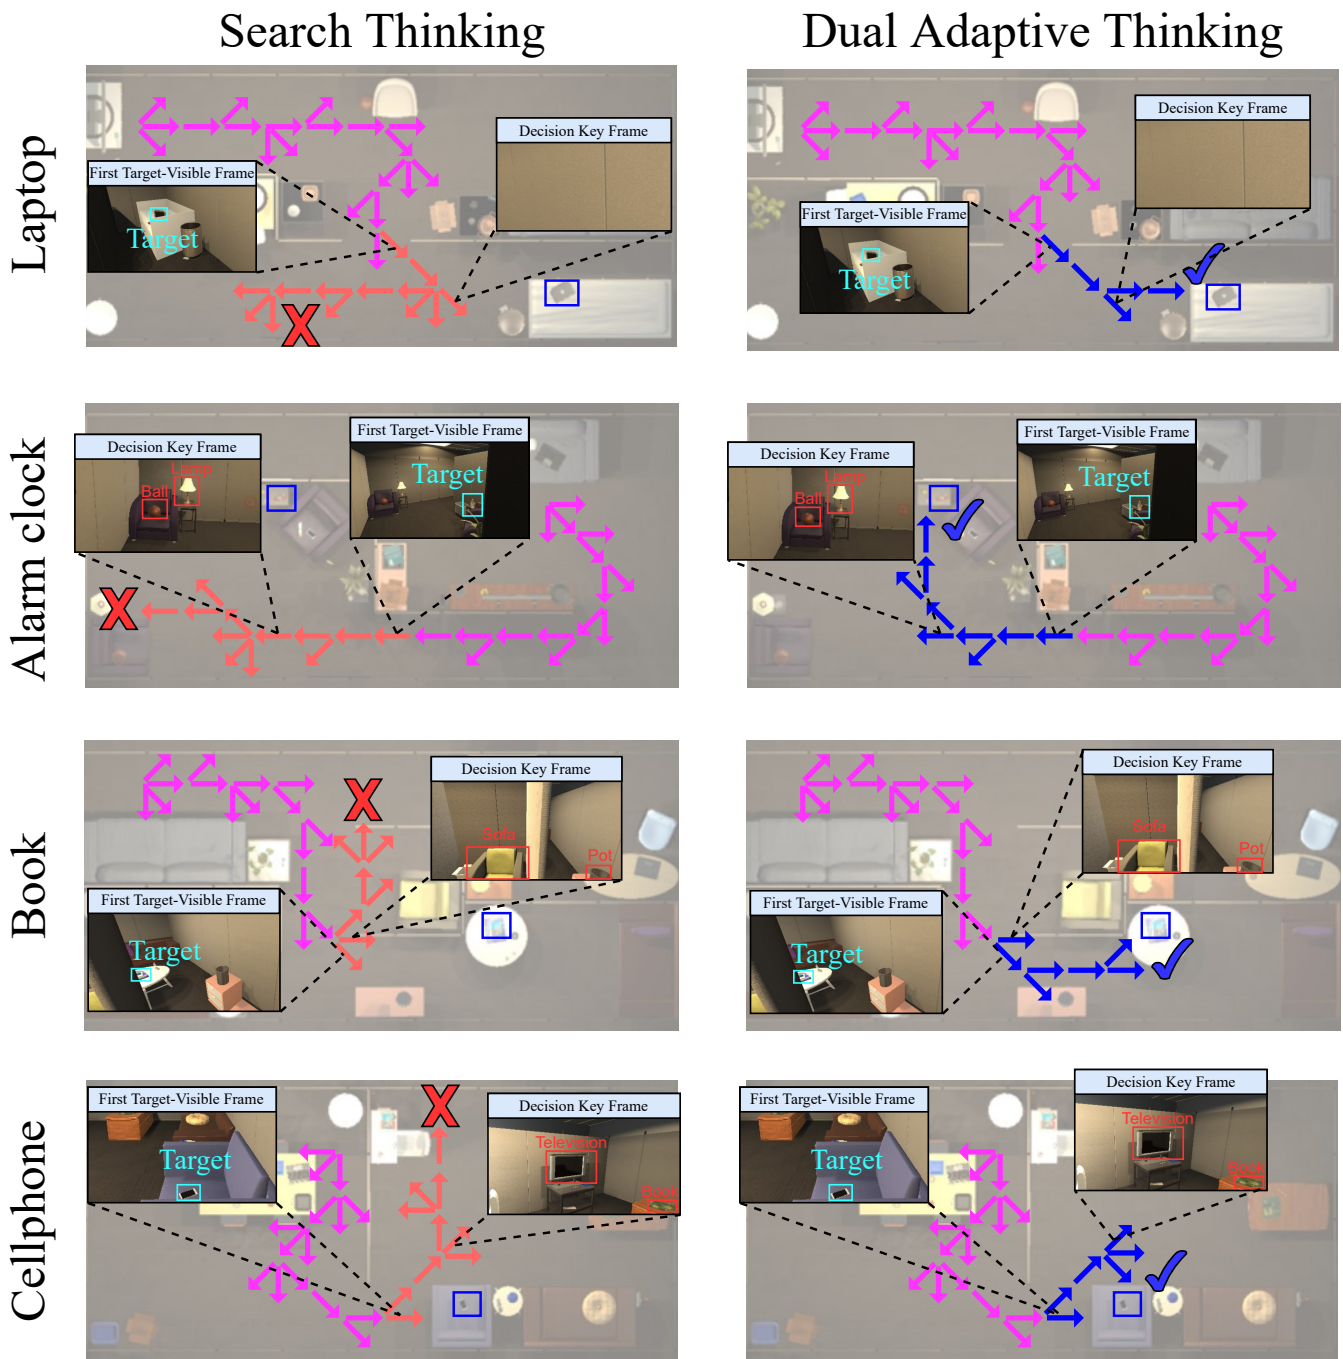 Search Thinking
Dual Adaptive Thinking
Laptop
First Target-Visible Frame
Target
Decision Key Frame
X
First Target-Visible Frame
Target
Decision Key Frame
Alarm clock
Decision Key Frame
Lamp
Ball
First Target-Visible Frame
Target
X
Decision Key Frame
Lamp
Ball
First Target-Visible Frame
Target
Book
First Target-Visible Frame
Target
X
Decision Key Frame
Sofa
Pot
First Target-Visible Frame
Target
Decision Key Frame
Sofa
Pot
Cellphone
First Target-Visible Frame
Target
X
Decision Key Frame
Television
Book
First Target-Visible Frame
Target
Decision Key Frame
Television
Book